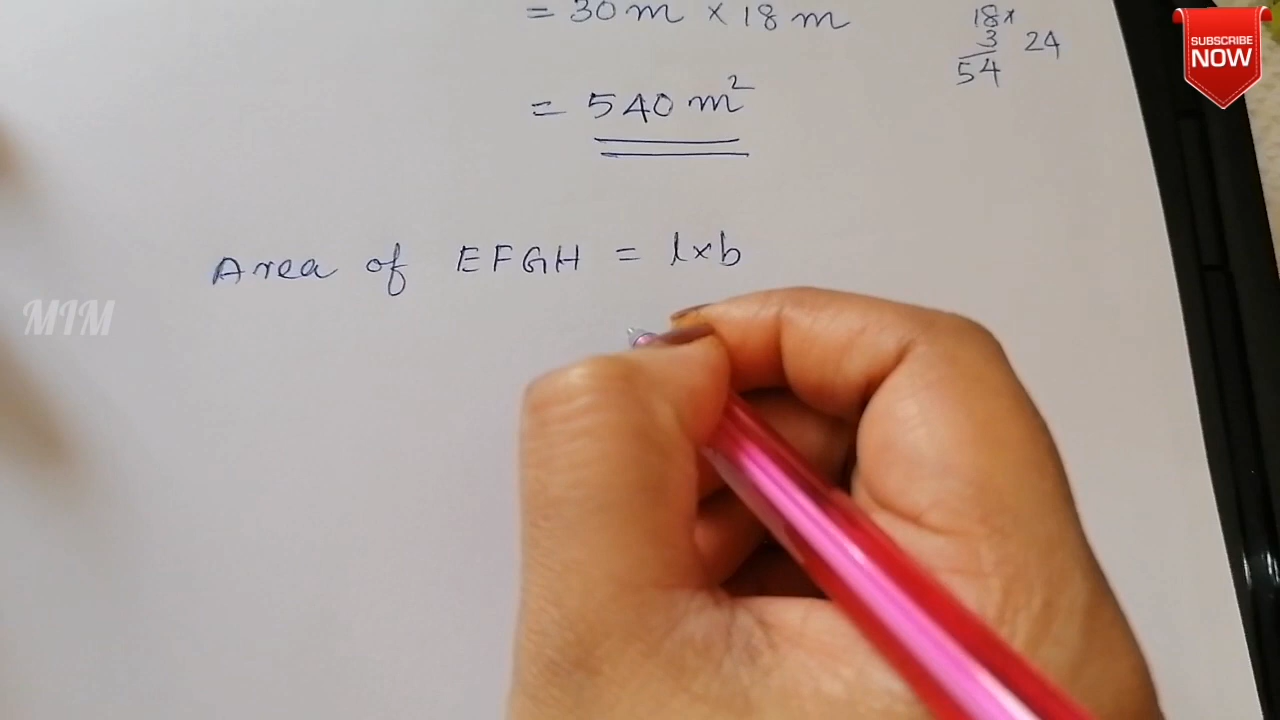 = 30 m × 18 m
18×
3 24
54
SUBSCRIBE
NOW
= 540 m²
Area of EFGH = l×b
MIM